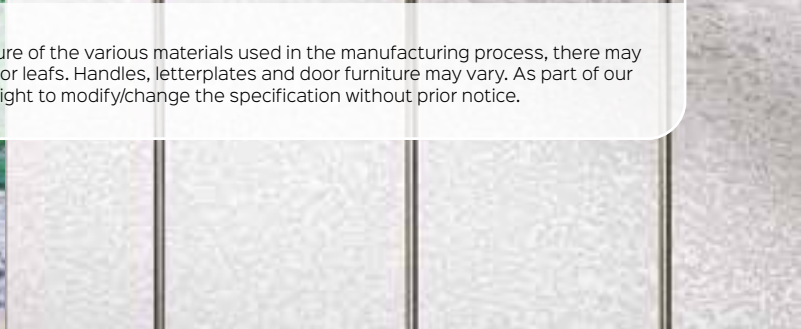 ure of the various materials used in the manufacturing process, there may
or leafs. Handles, letterplates and door furniture may vary. As part of our
ight to modify/change the specification without prior notice.